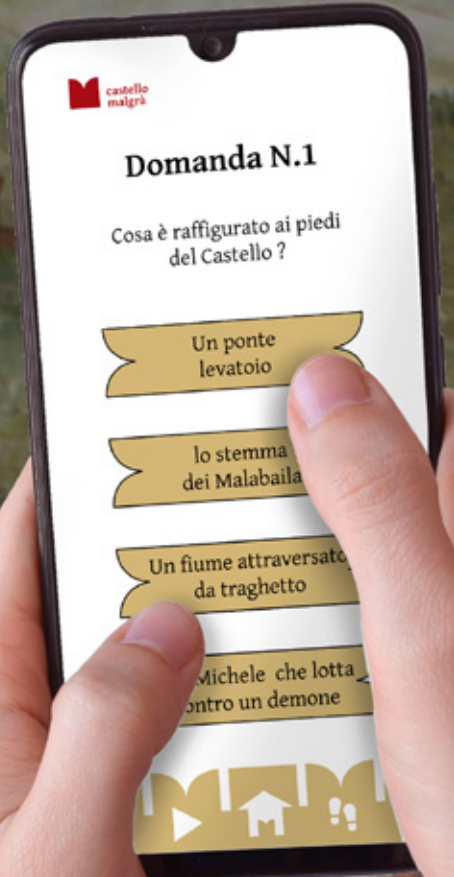 castello
malgrà
Domanda N.1
Cosa è raffigurato ai piedi
del Castello ?
Un ponte
levatoio
lo stemma
dei Malabaila
Un fiume attraversato
da traghetto
Michele che lotta
contro un demone